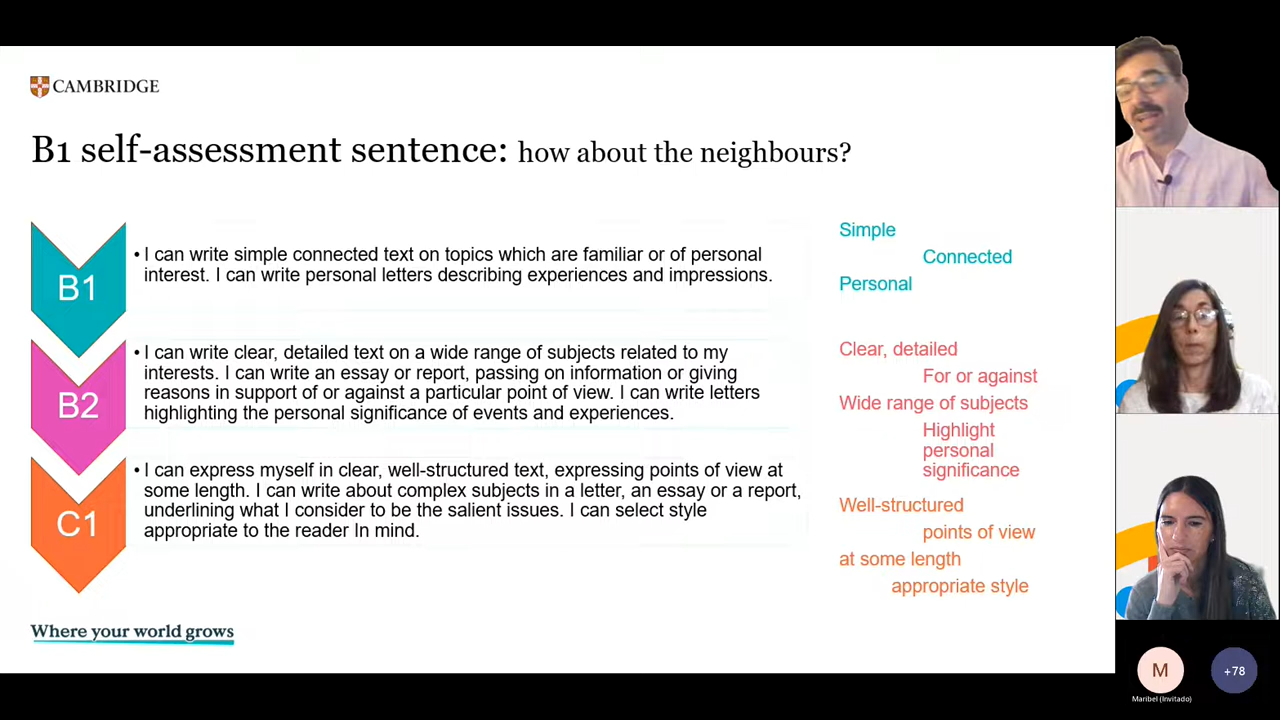 CAMBRIDGE
B1 self-assessment sentence: how about the neighbours?
B1
• I can write simple connected text on topics which are familiar or of personal
interest. I can write personal letters describing experiences and impressions.
Simple
Connected
Personal
B2
• I can write clear, detailed text on a wide range of subjects related to my
interests. I can write an essay or report, passing on information or giving
reasons in support of or against a particular point of view. I can write letters
highlighting the personal significance of events and experiences.
Clear, detailed
For or against
Wide range of subjects
Highlight
personal
significance
C1
• I can express myself in clear, well-structured text, expressing points of view at
some length. I can write about complex subjects in a letter, an essay or a report,
underlining what I consider to be the salient issues. I can select style
appropriate to the reader In mind.
Well-structured
points of view
at some length
appropriate style
Where your world grows
M
+78
Maribel (Invitado)